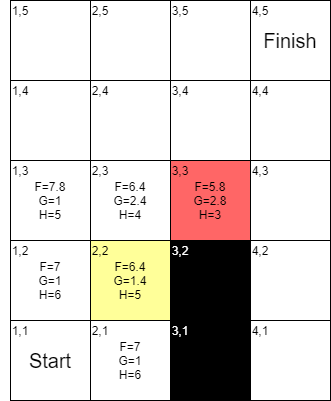 1,5 2,5 3,5 4,5
Finish
1,4 2,4 3,4 4,4
1,3 2,3 3,3 4,3
F=7.8 F=6.4 F=5.8
G=1 G=2.4 G=2.8
H=5 H=4 H=3
1,2 2,2 3,2 4,2
F=7 F=6.4
G=1 G=1.4
H=6 H=5
1,1 2,1 3,1 4,1
Start F=7
G=1
H=6